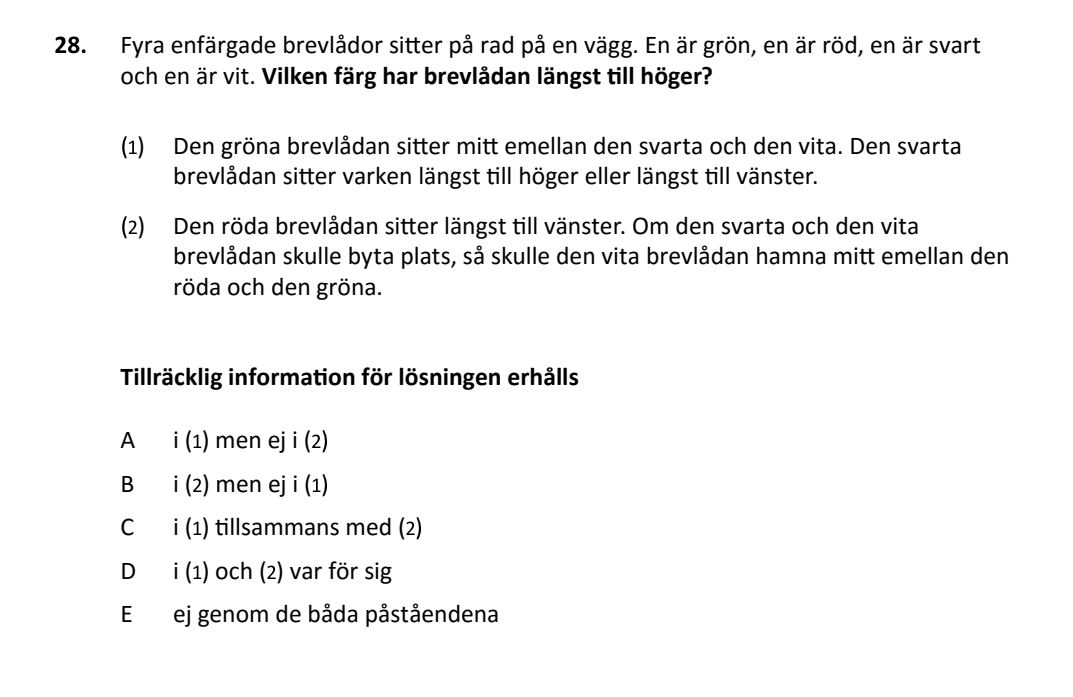 28. Fyra enfärgade brevlådor sitter på rad på en vägg. En är grön, en är röd, en är svart
och en är vit. Vilken färg har brevlådan längst till höger?
(1) Den gröna brevlådan sitter mitt emellan den svarta och den vita. Den svarta
brevlådan sitter varken längst till höger eller längst till vänster.
(2) Den röda brevlådan sitter längst till vänster. Om den svarta och den vita
brevlådan skulle byta plats, så skulle den vita brevlådan hamna mitt emellan den
röda och den gröna.
Tillräcklig information för lösningen erhålls
A i (1) men ej i (2)
B i (2) men ej i (1)
C i (1) tillsammans med (2)
D i (1) och (2) var för sig
E ej genom de båda påståendena